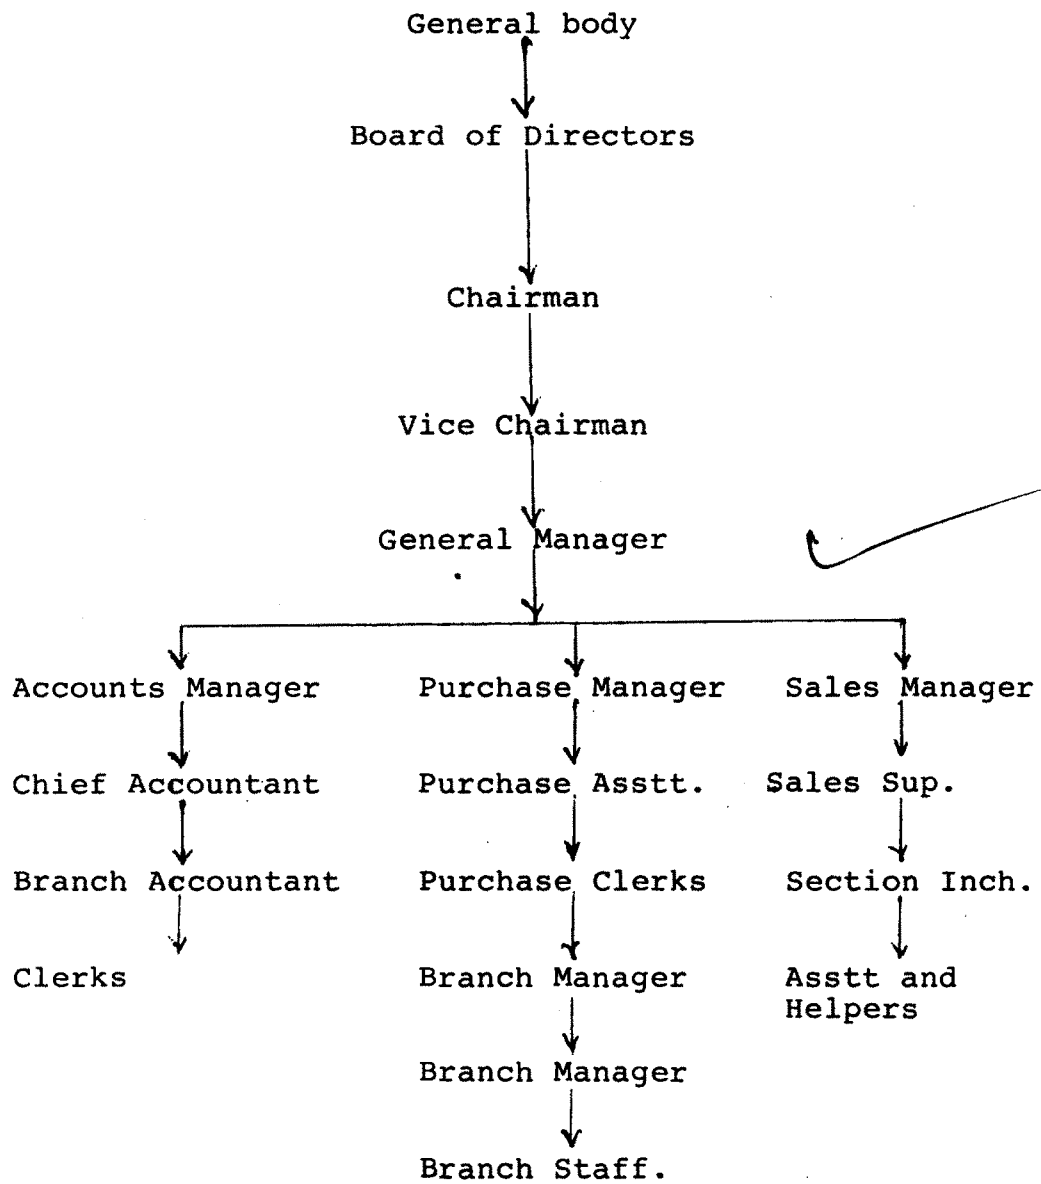 General body
Board of Directors
Chairman
Vice Chairman
General Manager
Accounts Manager
Purchase Manager
Sales Manager
Chief Accountant
Purchase Asstt.
Sales Sup.
Branch Accountant
Purchase Clerks
Section Inch.
Clerks
Branch Manager
Asstt and
Helpers
Branch Manager
Branch Staff.